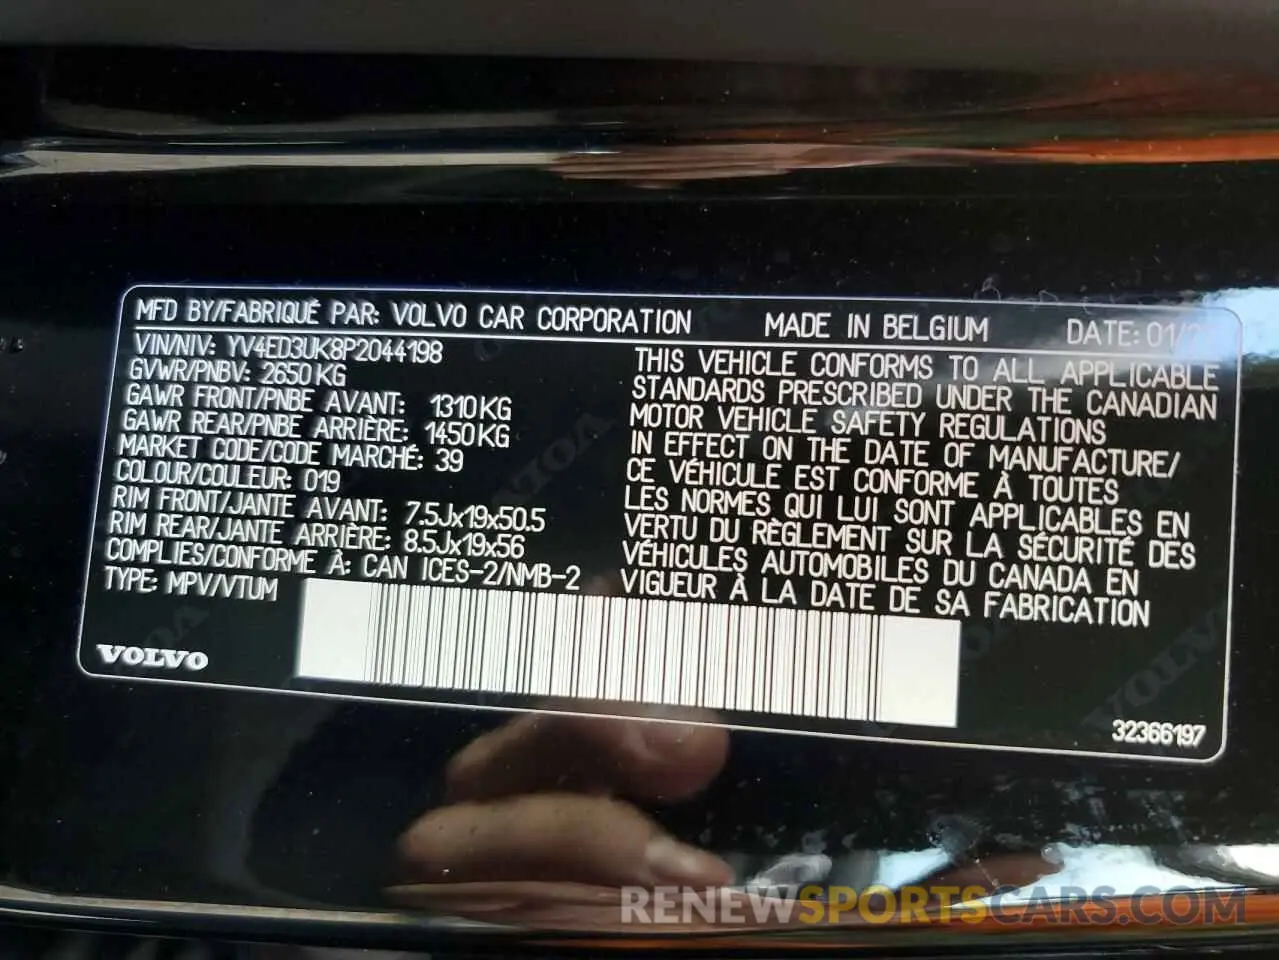 MFD BY/FABRIQUÉ PAR: VOLVO CAR CORPORATION MADE IN BELGIUM DATE: 01/
VIN/NIV: YV4ED3UK8P2044198
GVWR/PNBV: 2650 KG
GAWR FRONT/PNBE AVANT: 1310 KG
GAWR REAR/PNBE ARRIÈRE: 1450 KG
MARKET CODE/CODE MARCHÉ: 39
COLOUR/COULEUR: 019
RIM FRONT/JANTE AVANT: 7.5Jx19x50.5
RIM REAR/JANTE ARRIÈRE: 8.5Jx19x56
COMPLIES/CONFORME À: CAN ICES-2/NMB-2
TYPE: MPV/VTUM
THIS VEHICLE CONFORMS TO ALL APPLICABLE
STANDARDS PRESCRIBED UNDER THE CANADIAN
MOTOR VEHICLE SAFETY REGULATIONS
IN EFFECT ON THE DATE OF MANUFACTURE/
CE VÉHICULE EST CONFORME À TOUTES
LES NORMES QUI LUI SONT APPLICABLES EN
VERTU DU RÈGLEMENT SUR LA SÉCURITÉ DES
VÉHICULES AUTOMOBILES DU CANADA EN
VIGUEUR À LA DATE DE SA FABRICATION
VOLVO
32366197
RENEWSPORTSCARS.COM